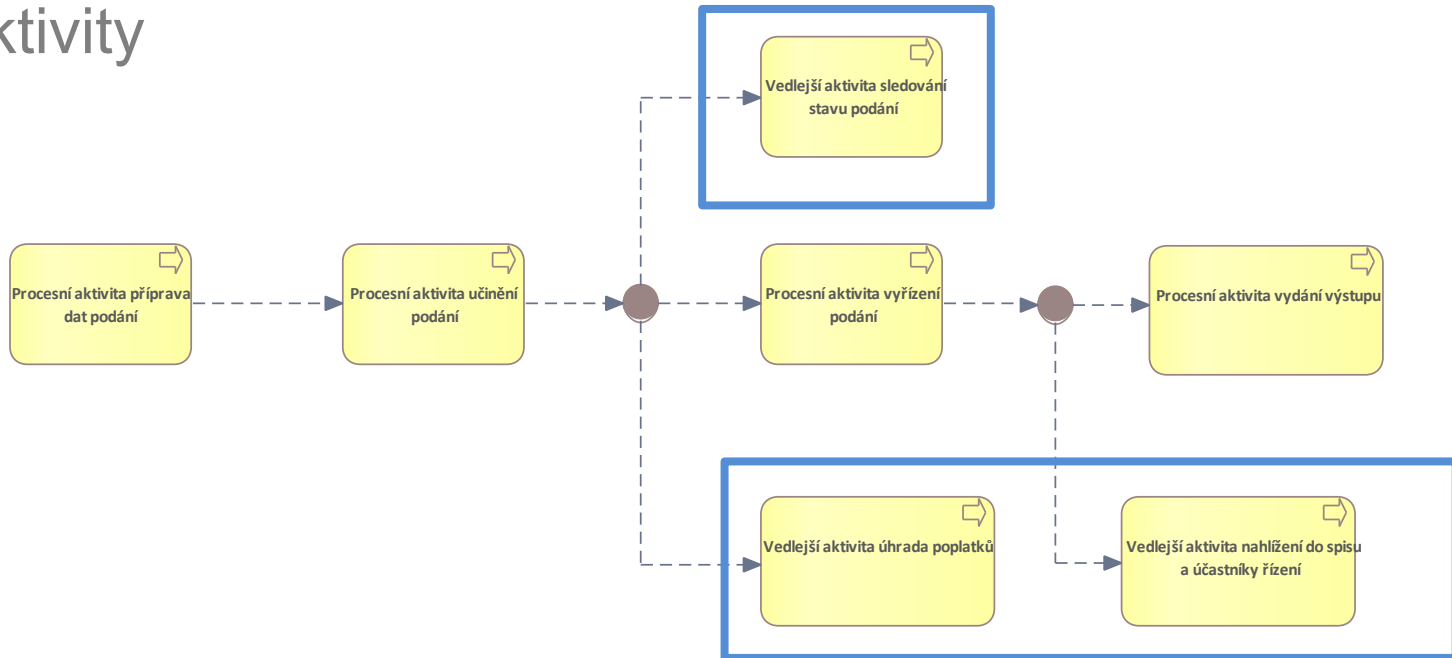 ktivity
Vedlejší aktivita sledování
stavu podání
Procesní aktivita příprava
dat podání
Procesní aktivita učinění
podání
Procesní aktivita vyřízení
podání
Procesní aktivita vydání výstupu
Vedlejší aktivita úhrada poplatků
Vedlejší aktivita nahlížení do spisu
a účastníky řízení